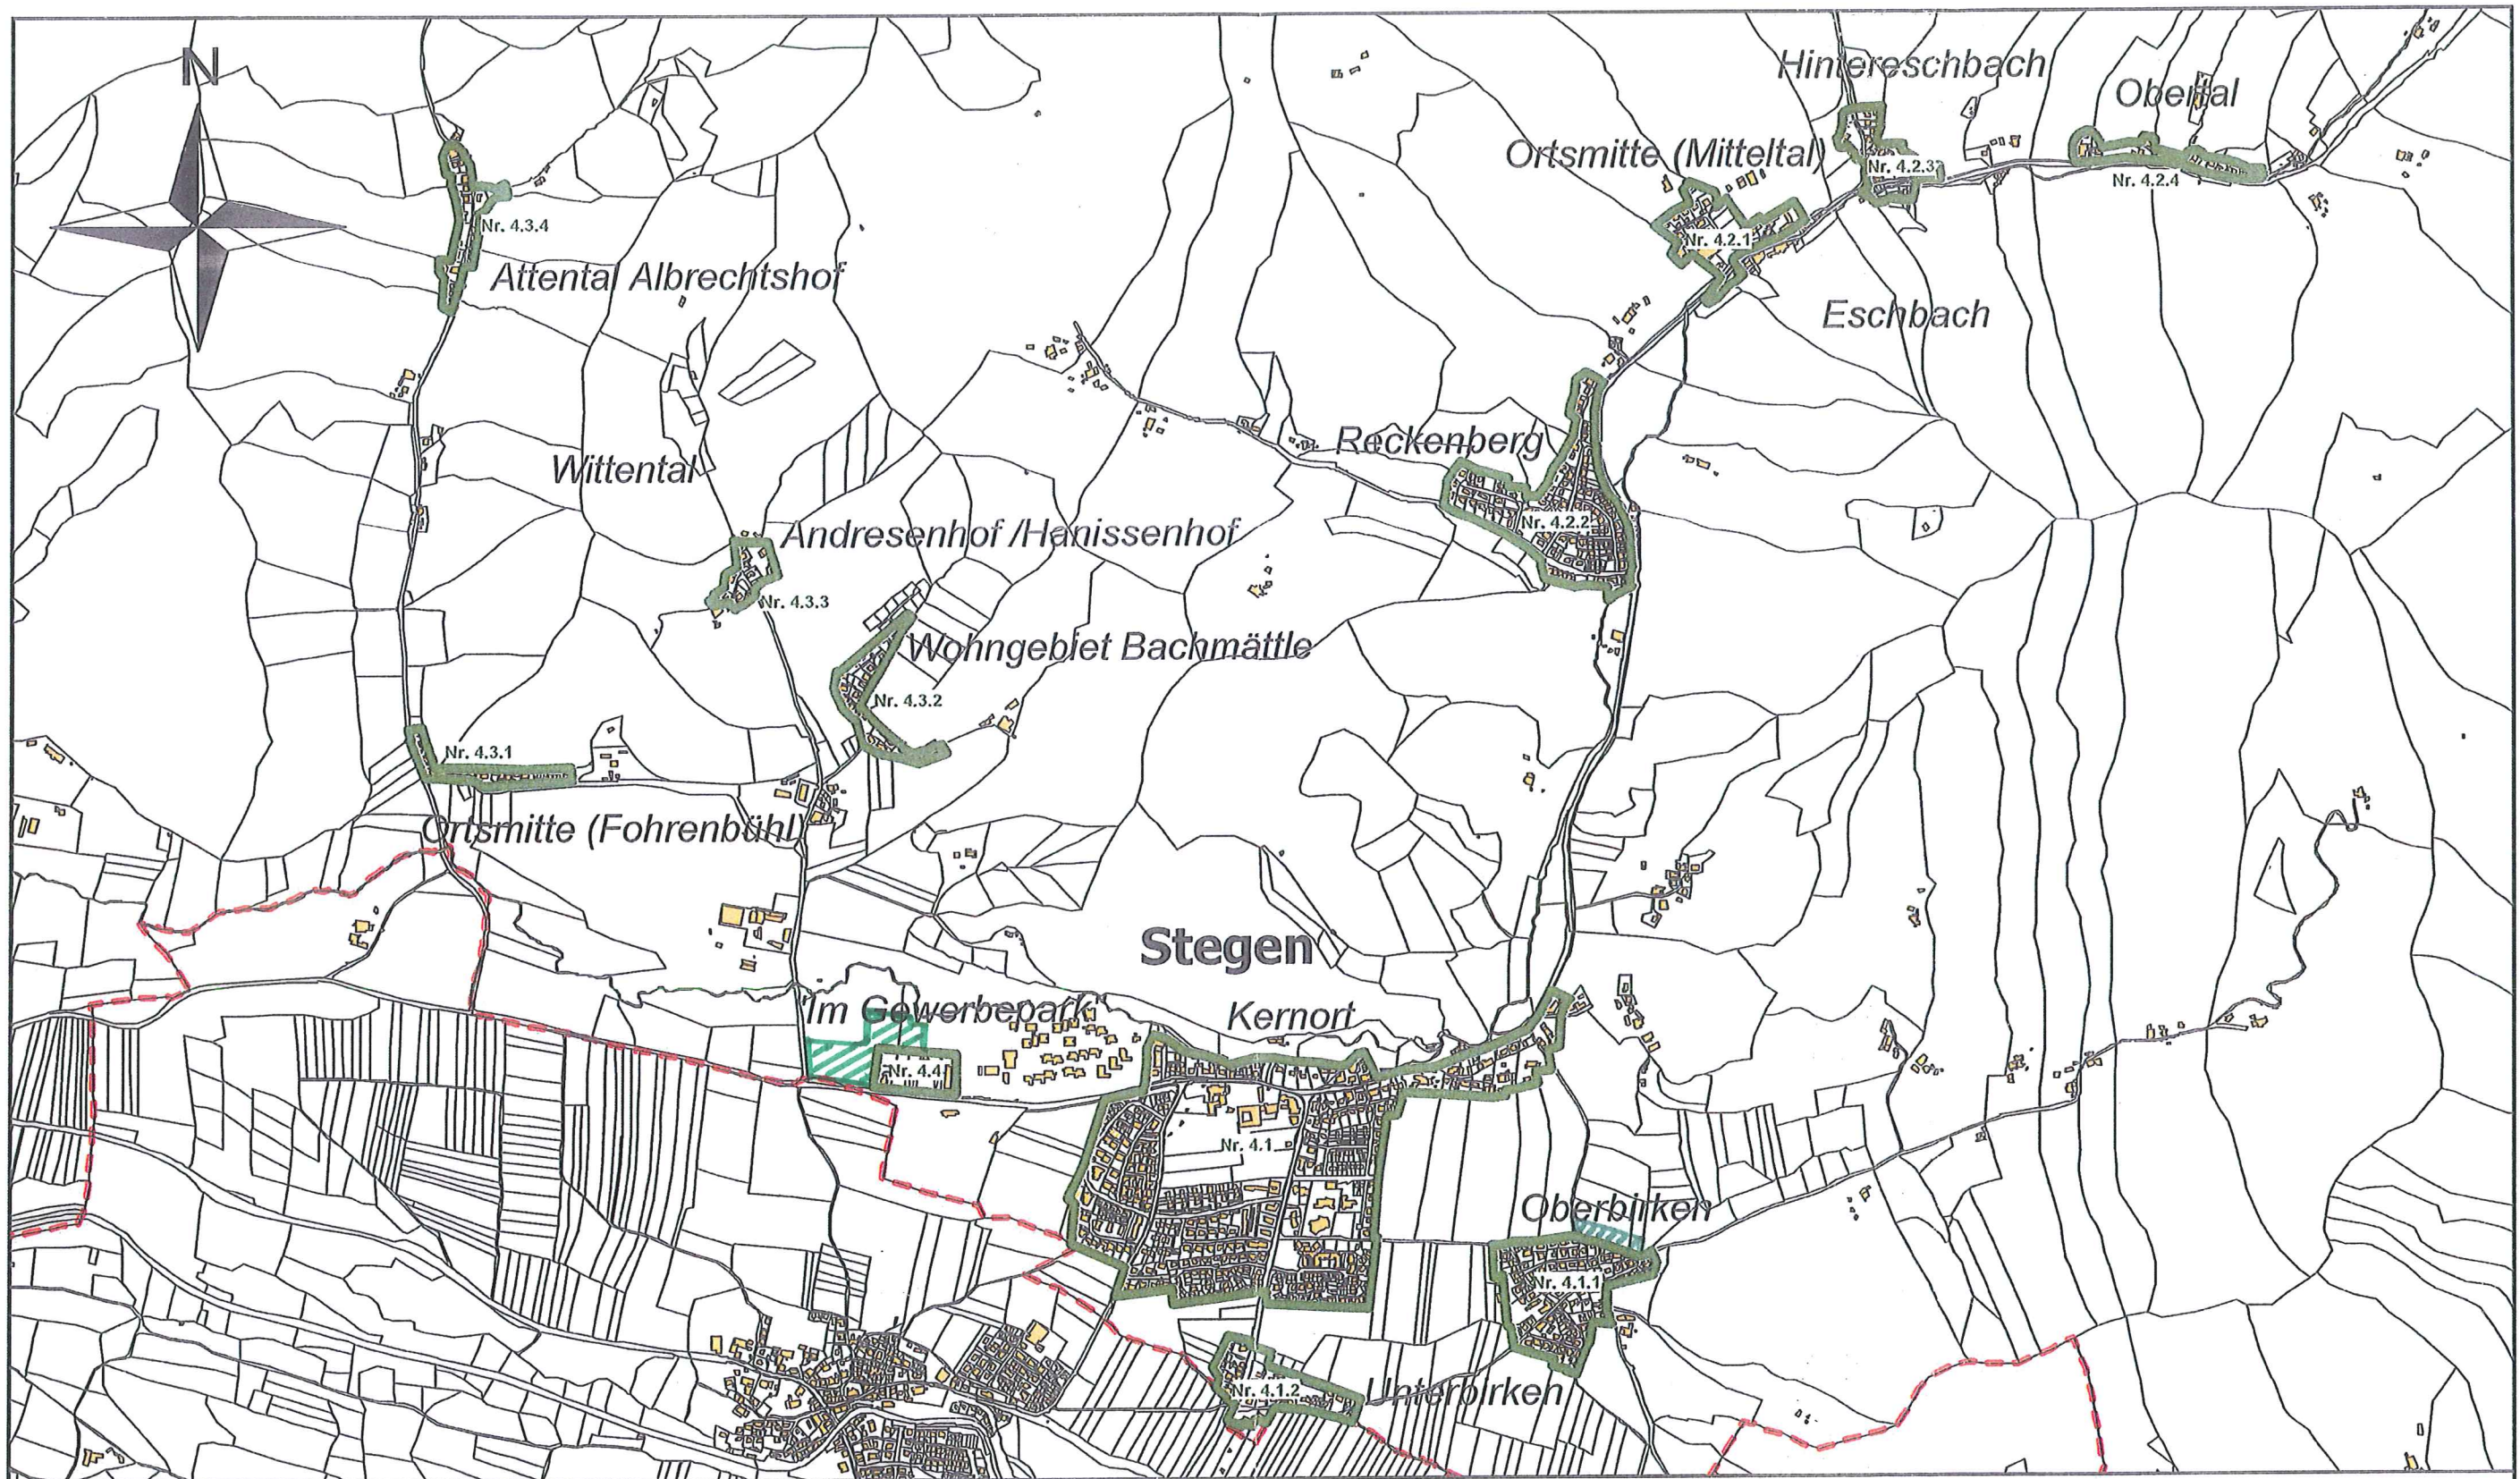 N
Hintereschbach
Obertal
Ortsmitte (Mitteltal)
Nr. 4.2.3
Nr. 4.2.4
Nr. 4.3.4
Nr. 4.2.1
Attental Albrechtshof
Eschbach
Reckenberg
Wittental
Nr. 4.2.2
Andresenhof /Hanissenhof
Nr. 4.3.3
Wohngebiet Bachmättle
Nr. 4.3.2
Nr. 4.3.1
Ortsmitte (Fohrenbühl)
Stegen
"Im Gewerbepark"
Kernort
Nr. 4.4
Nr. 4.1
Oberbirken
Nr. 4.1.1
Nr. 4.1.2
Unterbirken